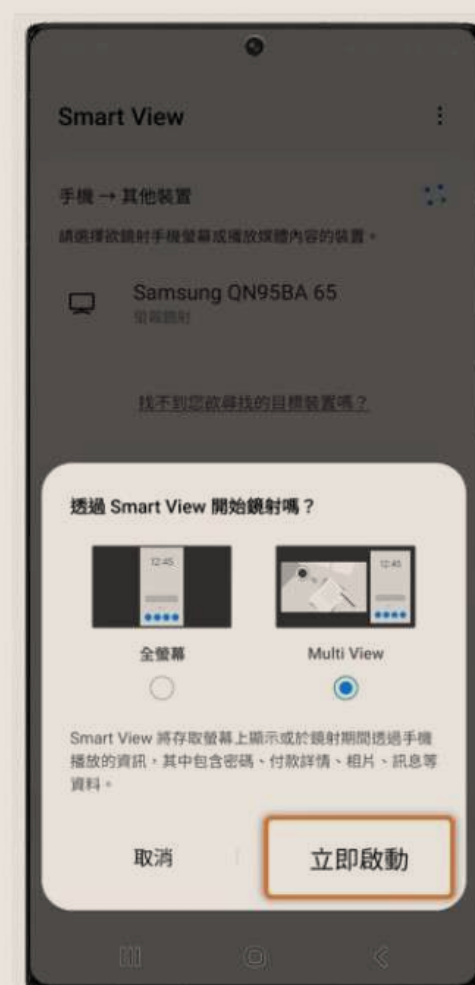 Smart View
手機 → 其他裝置
請選擇欲鏡射手機螢幕或播放媒體內容的裝置。
Samsung QN95BA 65
螢幕鏡射
找不到您欲尋找的目標裝置嗎？
透過 Smart View 開始鏡射嗎？
12:45
12:45
全螢幕
Multi View
Smart View 將存取螢幕上顯示或於鏡射期間透過手機
播放的資訊，其中包含密碼、付款詳情、相片、訊息等
資料。
取消
立即啟動